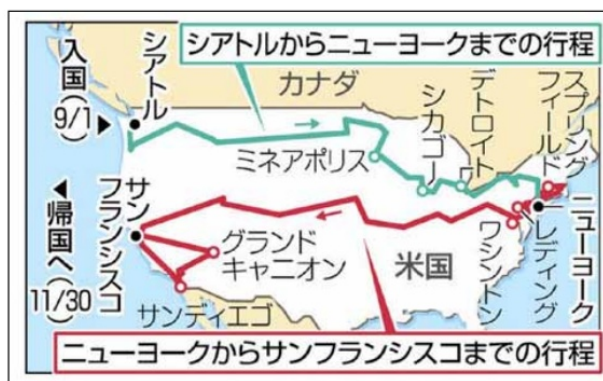 シアトルからニューヨークまでの行程
入国(9/1)
シアトル
カナダ
ミネアポリス
シカゴ
デトロイト
スプリング
フィールド
ニューヨーク
レディング
ワシントン
米国
グランド
キャニオン
サンディエゴ
サン
フランシスコ
帰国へ(11/30)
ニューヨークからサンフランシスコまでの行程